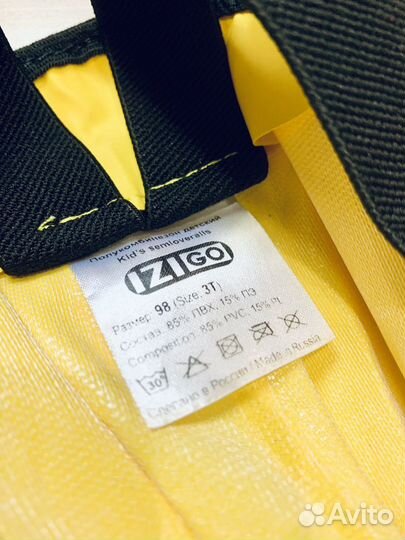 Полукомбинезон детский
Kid's semioveralls
IZIGO
Размер: 98 (Size: 3T)
Состав: 85% ПВХ, 15% ПЭ
Composition: 85% PVC, 15% PE
30°
Сделано в России / Made in Russia
Avito